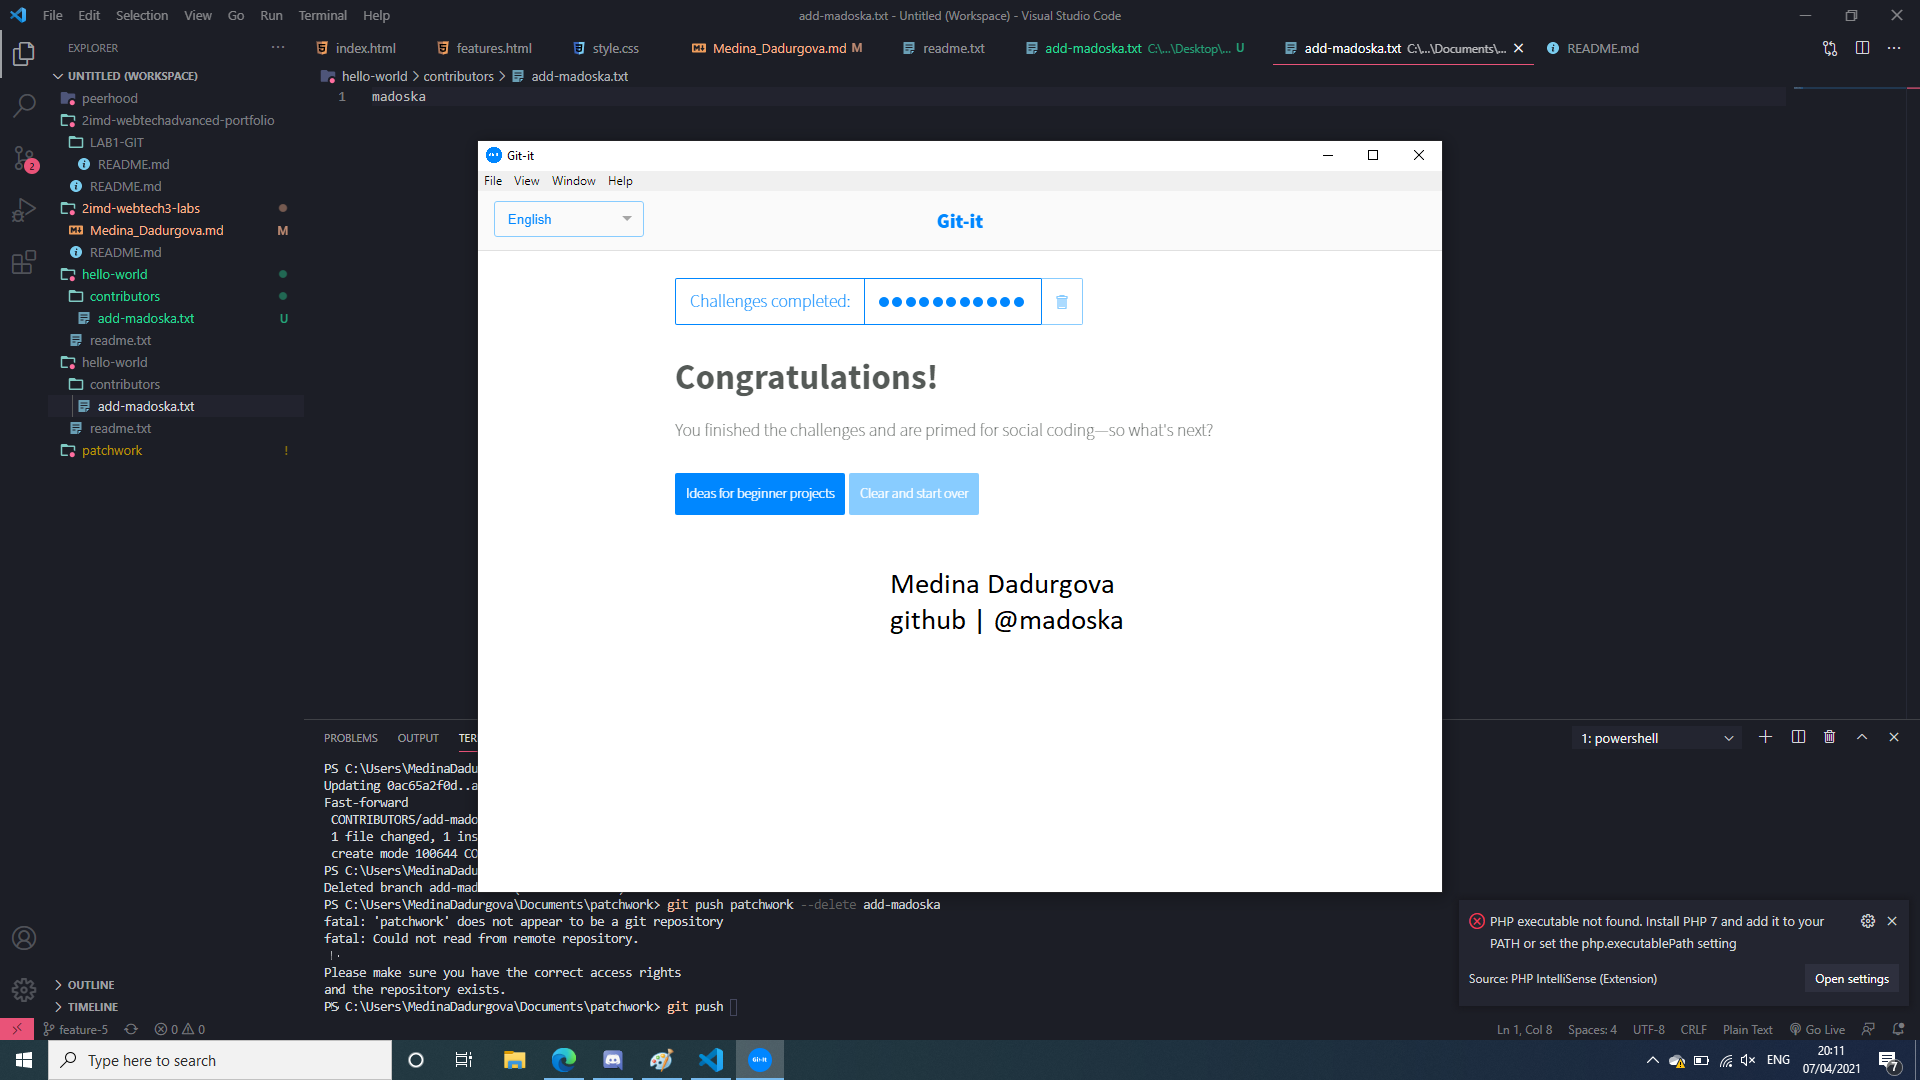 File Edit Selection View Go Run Terminal Help
add-madoska.txt - Untitled (Workspace) - Visual Studio Code
EXPLORER
index.html
features.html
style.css
Medina_Dadurgova.md M
readme.txt
add-madoska.txt C:\...\Desktop\... U
add-madoska.txt C:\...\Documents\...
README.md
UNTITLED (WORKSPACE)
hello-world > contributors > add-madoska.txt
peerhood
1 madoska
2imd-webtechadvanced-portfolio
LAB1-GIT
README.md
README.md
2imd-webtech3-labs
Medina_Dadurgova.md M
README.md
hello-world
contributors
add-madoska.txt U
readme.txt
hello-world
contributors
add-madoska.txt
readme.txt
patchwork !
2
Git-it
File View Window Help
English
Git-it
Challenges completed:
Congratulations!
You finished the challenges and are primed for social coding—so what's next?
Ideas for beginner projects
Clear and start over
Medina Dadurgova
github | @madoska
PROBLEMS OUTPUT TER
1: powershell
PS C:\Users\MedinaDadu
Updating 0ac65a2f0d..a
Fast-forward
CONTRIBUTORS/add-mado
1 file changed, 1 ins
create mode 100644 CO
PS C:\Users\MedinaDadu
Deleted branch add-mad
PS C:\Users\MedinaDadurgova\Documents\patchwork> git push patchwork --delete add-madoska
fatal: 'patchwork' does not appear to be a git repository
fatal: Could not read from remote repository.
Please make sure you have the correct access rights
and the repository exists.
PS C:\Users\MedinaDadurgova\Documents\patchwork> git push
PHP executable not found. Install PHP 7 and add it to your
PATH or set the php.executablePath setting
Source: PHP IntelliSense (Extension)
Open settings
OUTLINE
TIMELINE
feature-5
0 0
Ln 1, Col 8 Spaces: 4 UTF-8 CRLF Plain Text Go Live
Type here to search
Git-it
ENG
20:11
07/04/2021
7